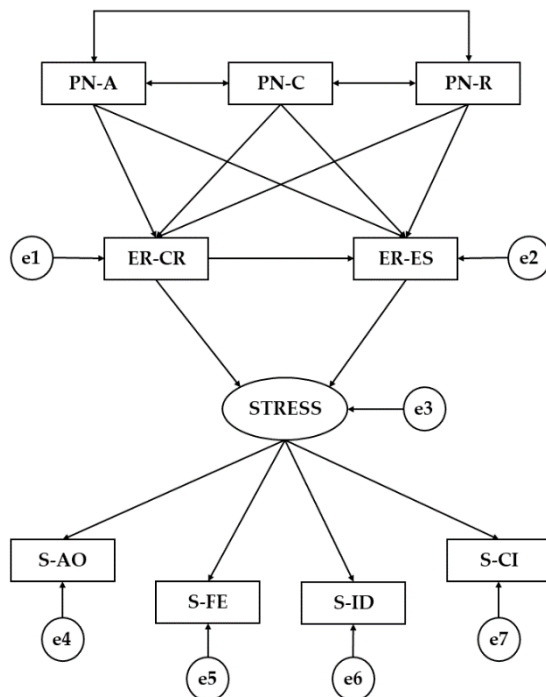 PN-A
PN-C
PN-R
e1
ER-CR
ER-ES
e2
STRESS
e3
S-AO
S-CI
S-FE
S-ID
e4
e7
e5
e6